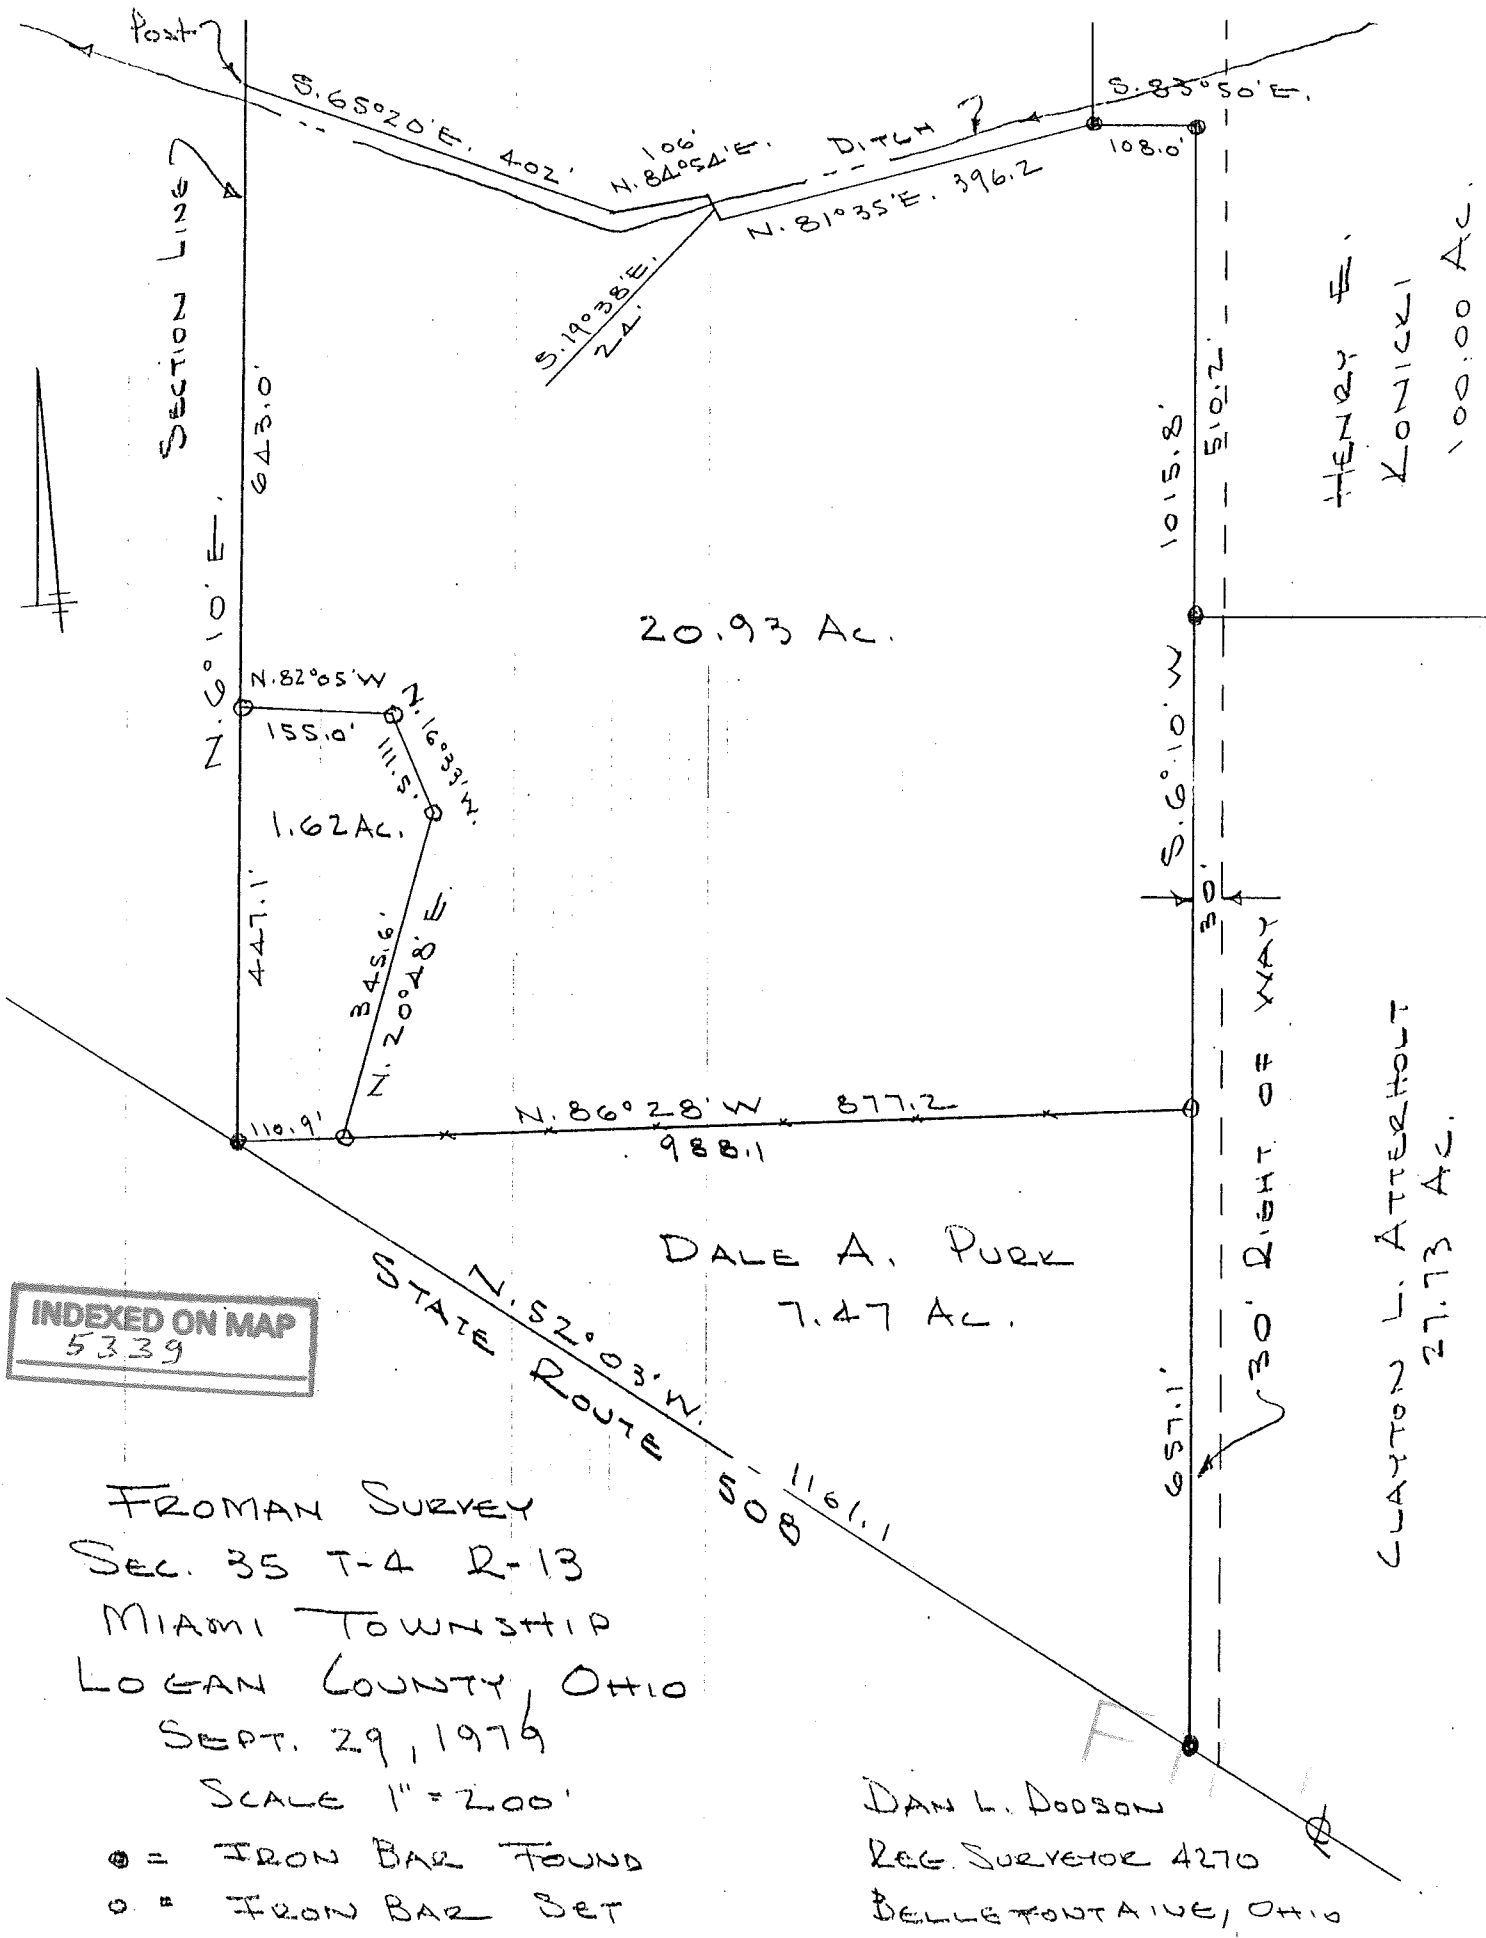 Post
S. 65°20'E. 402'
106'
N. 84°54'E.
DITCH
S. 83°50'E.
108.0'
N. 81°35'E. 396.2
S. 19°38'E.
24'
SECTION LINE
643.0'
N. 6°10'E.
1015.8'
510.2'
HENRY E.
KONICKI
100.00 AC.
20.93 AC.
N. 82°05'W
155.0'
N. 16°33'W.
111.5'
1.62 AC.
447.1'
345.6'
N. 20°48'E.
S. 6°10'W
30'
30' RIGHT OF WAY
CLAYTON L. ATTERHOLT
27.73 AC.
110.9'
N. 86°28'W 877.2
988.1
DALE A. PURK
7.47 AC.
657.1'
N. 52°03'W. - 1161.1
STATE ROUTE 508
INDEXED ON MAP
5339
FROMAN SURVEY
SEC. 35 T-4 R-13
MIAMI TOWNSHIP
LOGAN COUNTY, OHIO
SEPT. 29, 1979
SCALE 1" = 200'
= IRON BAR FOUND
= IRON BAR SET
DAN L. DODSON
REG. SURVEYOR 4270
BELLEFONTAINE, OHIO